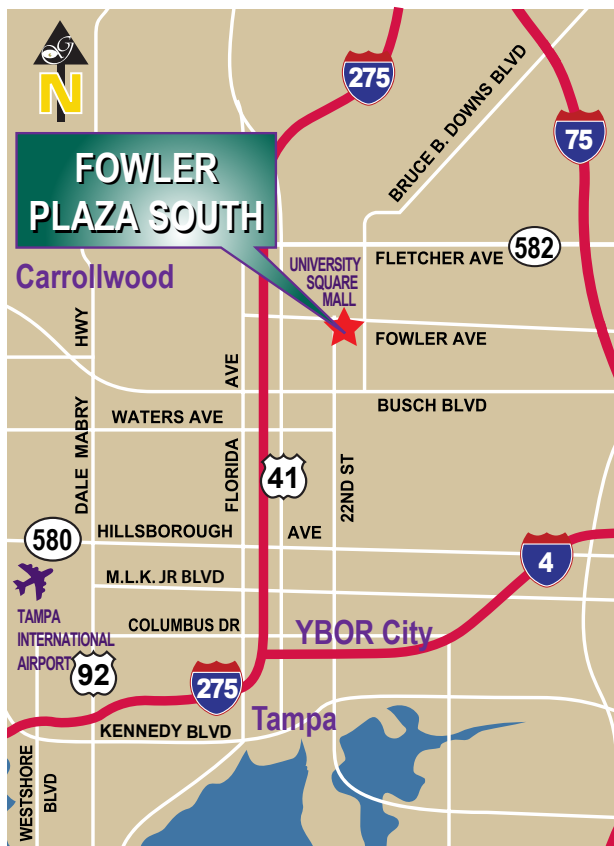 N
275
75
BRUCE B. DOWNS BLVD
FOWLER
PLAZA SOUTH
582
FLETCHER AVE
UNIVERSITY
SQUARE
MALL
Carrollwood
FOWLER AVE
DALE MABRY HWY
FLORIDA AVE
BUSCH BLVD
WATERS AVE
41
22ND ST
580
HILLSBOROUGH AVE
4
M.L.K. JR BLVD
TAMPA
INTERNATIONAL
AIRPORT
COLUMBUS DR
YBOR City
92
275
Tampa
KENNEDY BLVD
WESTSHORE
BLVD